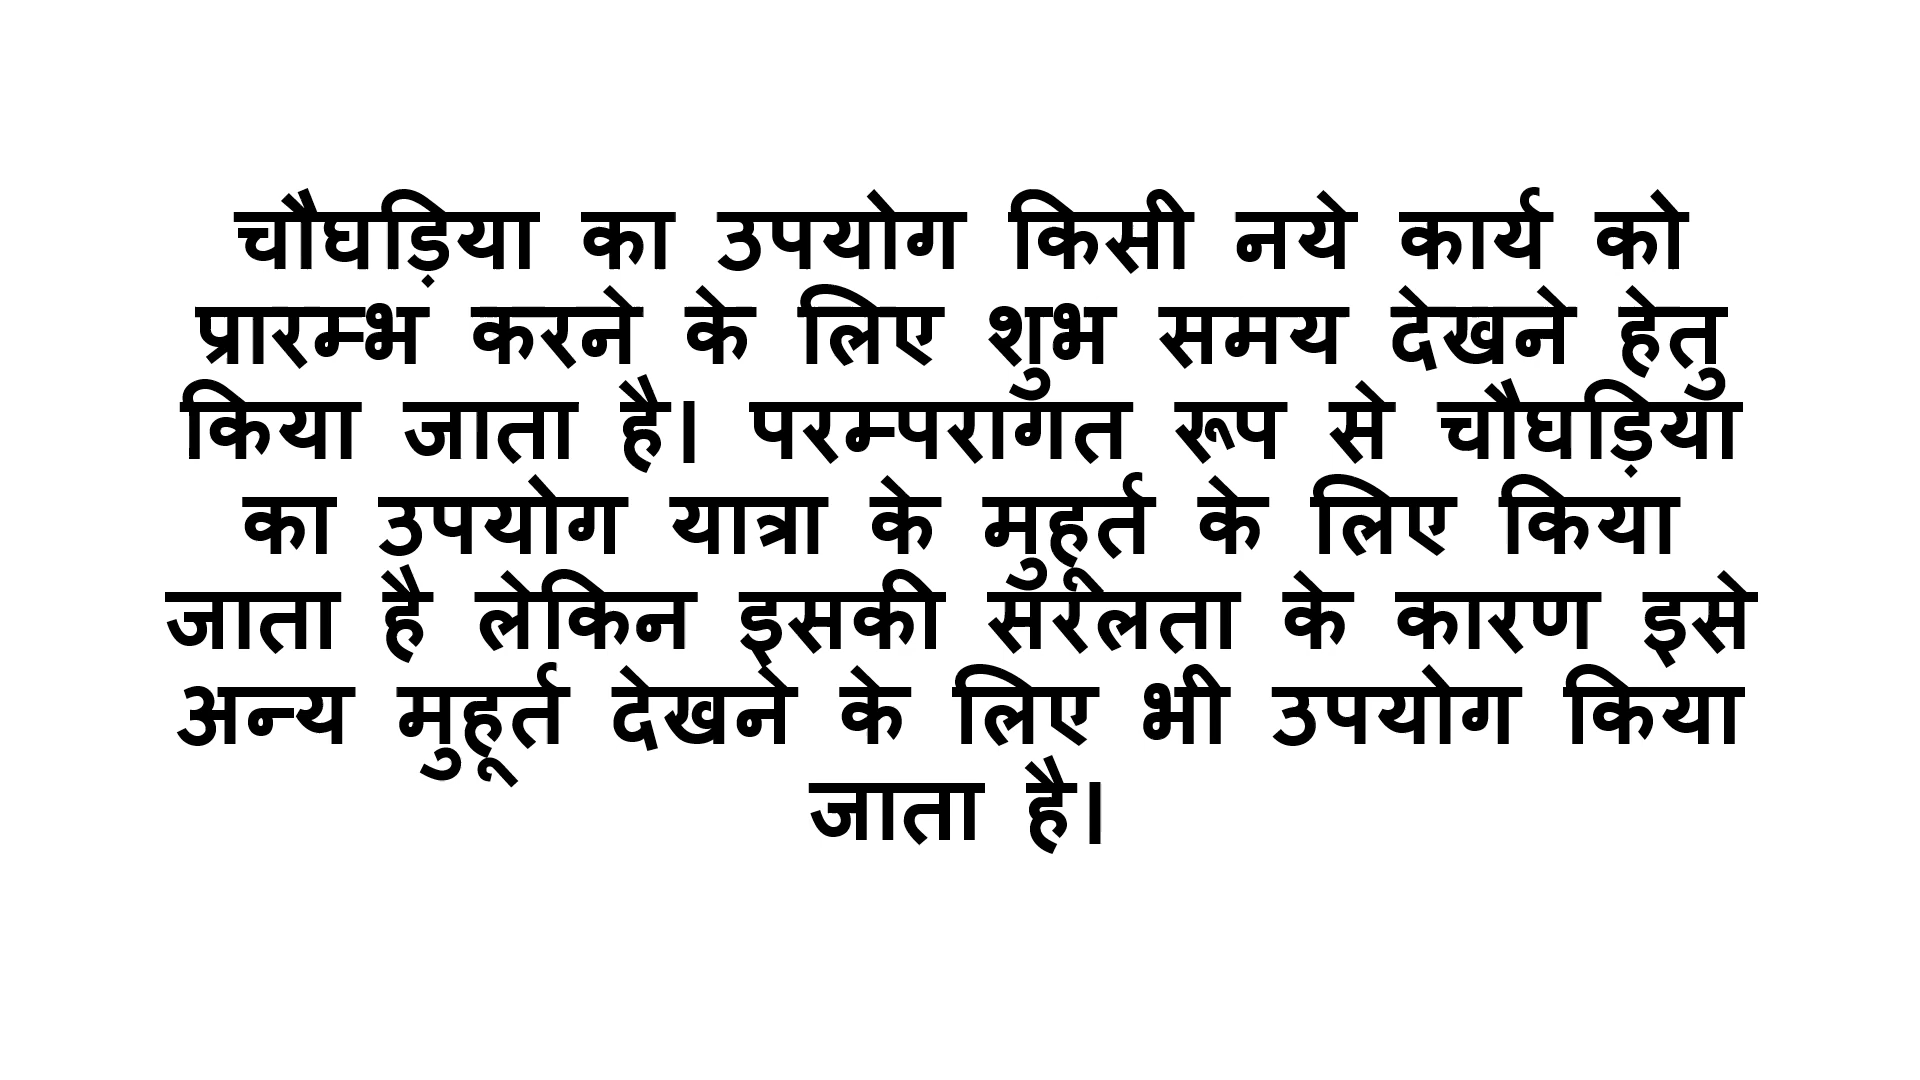 चौघड़िया का उपयोग किसी नये कार्य को
प्रारम्भ करने के लिए शुभ समय देखने हेतु
किया जाता है। परम्परागत रूप से चौघड़िया
का उपयोग यात्रा के मुहूर्त के लिए किया
जाता है लेकिन इसकी सरलता के कारण इसे
अन्य मुहूर्त देखने के लिए भी उपयोग किया
जाता है।